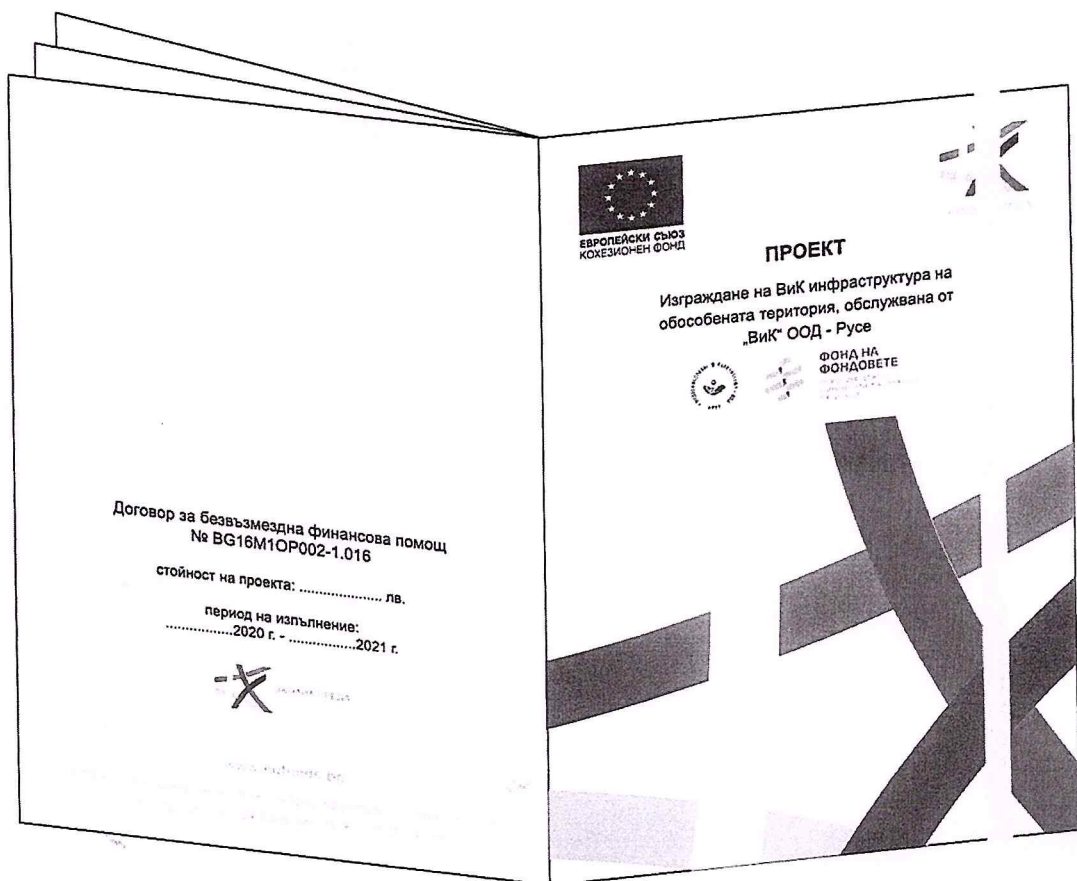 Договор за безвъзмездна финансова помощ
№ BG16M1OP002-1.016
стойност на проекта: ..................... лв.
период на изпълнение:
.................2020 г. - .................2021 г.
ЕВРОПЕЙСКИ СЪЮЗ
КОХЕЗИОНЕН ФОНД
ПРОЕКТ
Изграждане на ВиК инфраструктура на
обособената територия, обслужвана от
„ВиК“ ООД - Русе
ФОНД НА
ФОНДОВЕТЕ